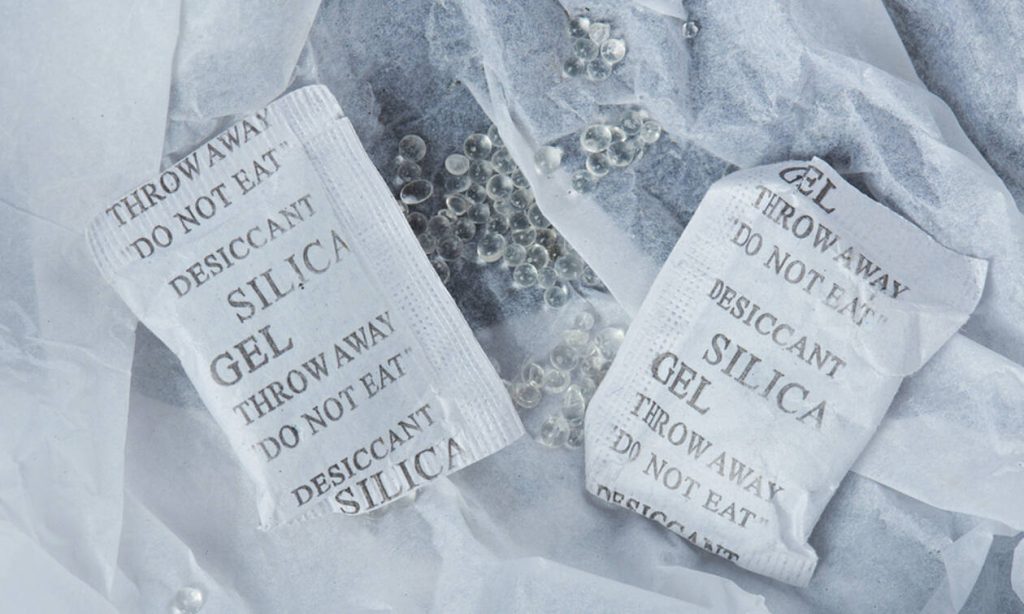 THROW AWAY
"DO NOT EAT"
DESICCANT
SILICA
GEL
THROW AWAY
"DO NOT EAT"
DESICCANT
SILICA
GEL
THROW AWAY
"DO NOT EAT"
DESICCANT
SILICA
GEL
THROW AWAY
"DO NOT EAT"
DESICCANT